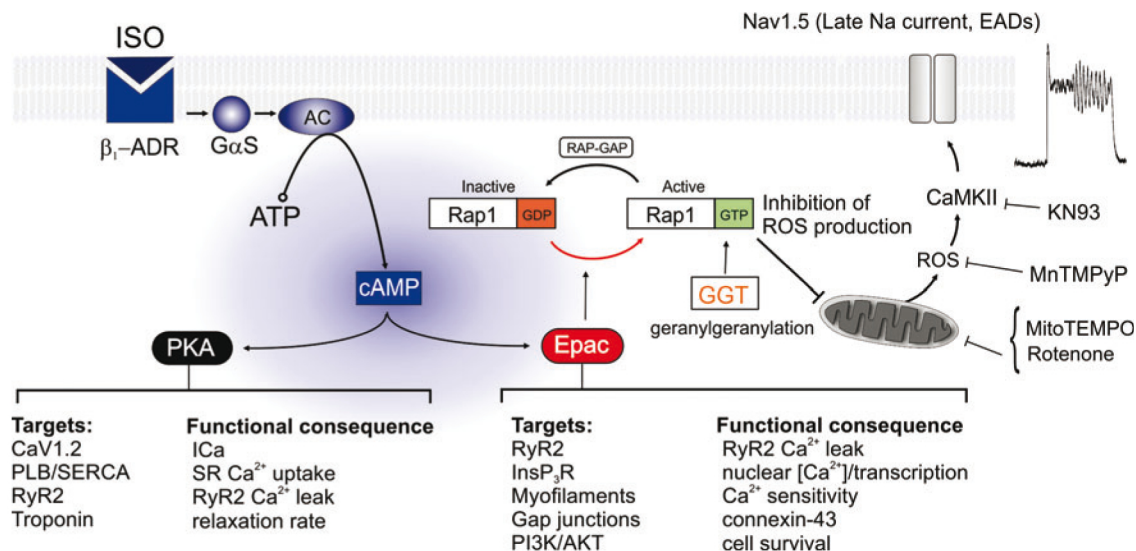 Nav1.5 (Late Na current, EADs)
ISO
β₁–ADR
GαS
AC
ATP
cAMP
RAP-GAP
Inactive
Rap1 GDP
Active
Rap1 GTP
Inhibition of
ROS production
GGT
geranylgeranylation
CaMKII
KN93
ROS
MnTMPyP
MitoTEMPO
Rotenone
PKA
Epac
Targets: Functional consequence
CaV1.2 ICa
PLB/SERCA SR Ca²⁺ uptake
RyR2 RyR2 Ca²⁺ leak
Troponin relaxation rate
Targets: Functional consequence
RyR2 RyR2 Ca²⁺ leak
InsP₃R nuclear [Ca²⁺]/transcription
Myofilaments Ca²⁺ sensitivity
Gap junctions connexin-43
PI3K/AKT cell survival